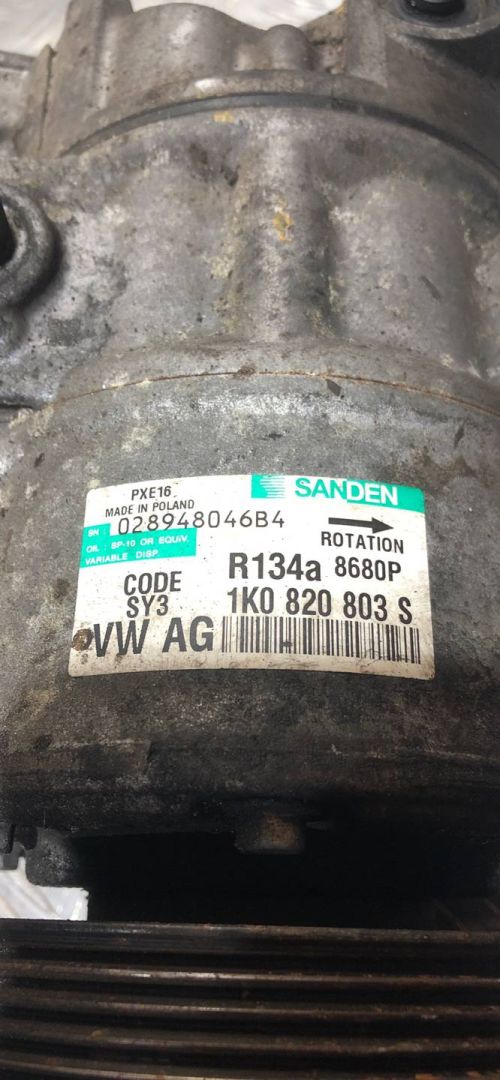 PXE16
MADE IN POLAND
SANDEN
SN : 028948046B4
OIL : SP-10 OR EQUIV.
VARIABLE DISP.
ROTATION
R134a 8680P
CODE
SY3
1K0 820 803 S
VW AG